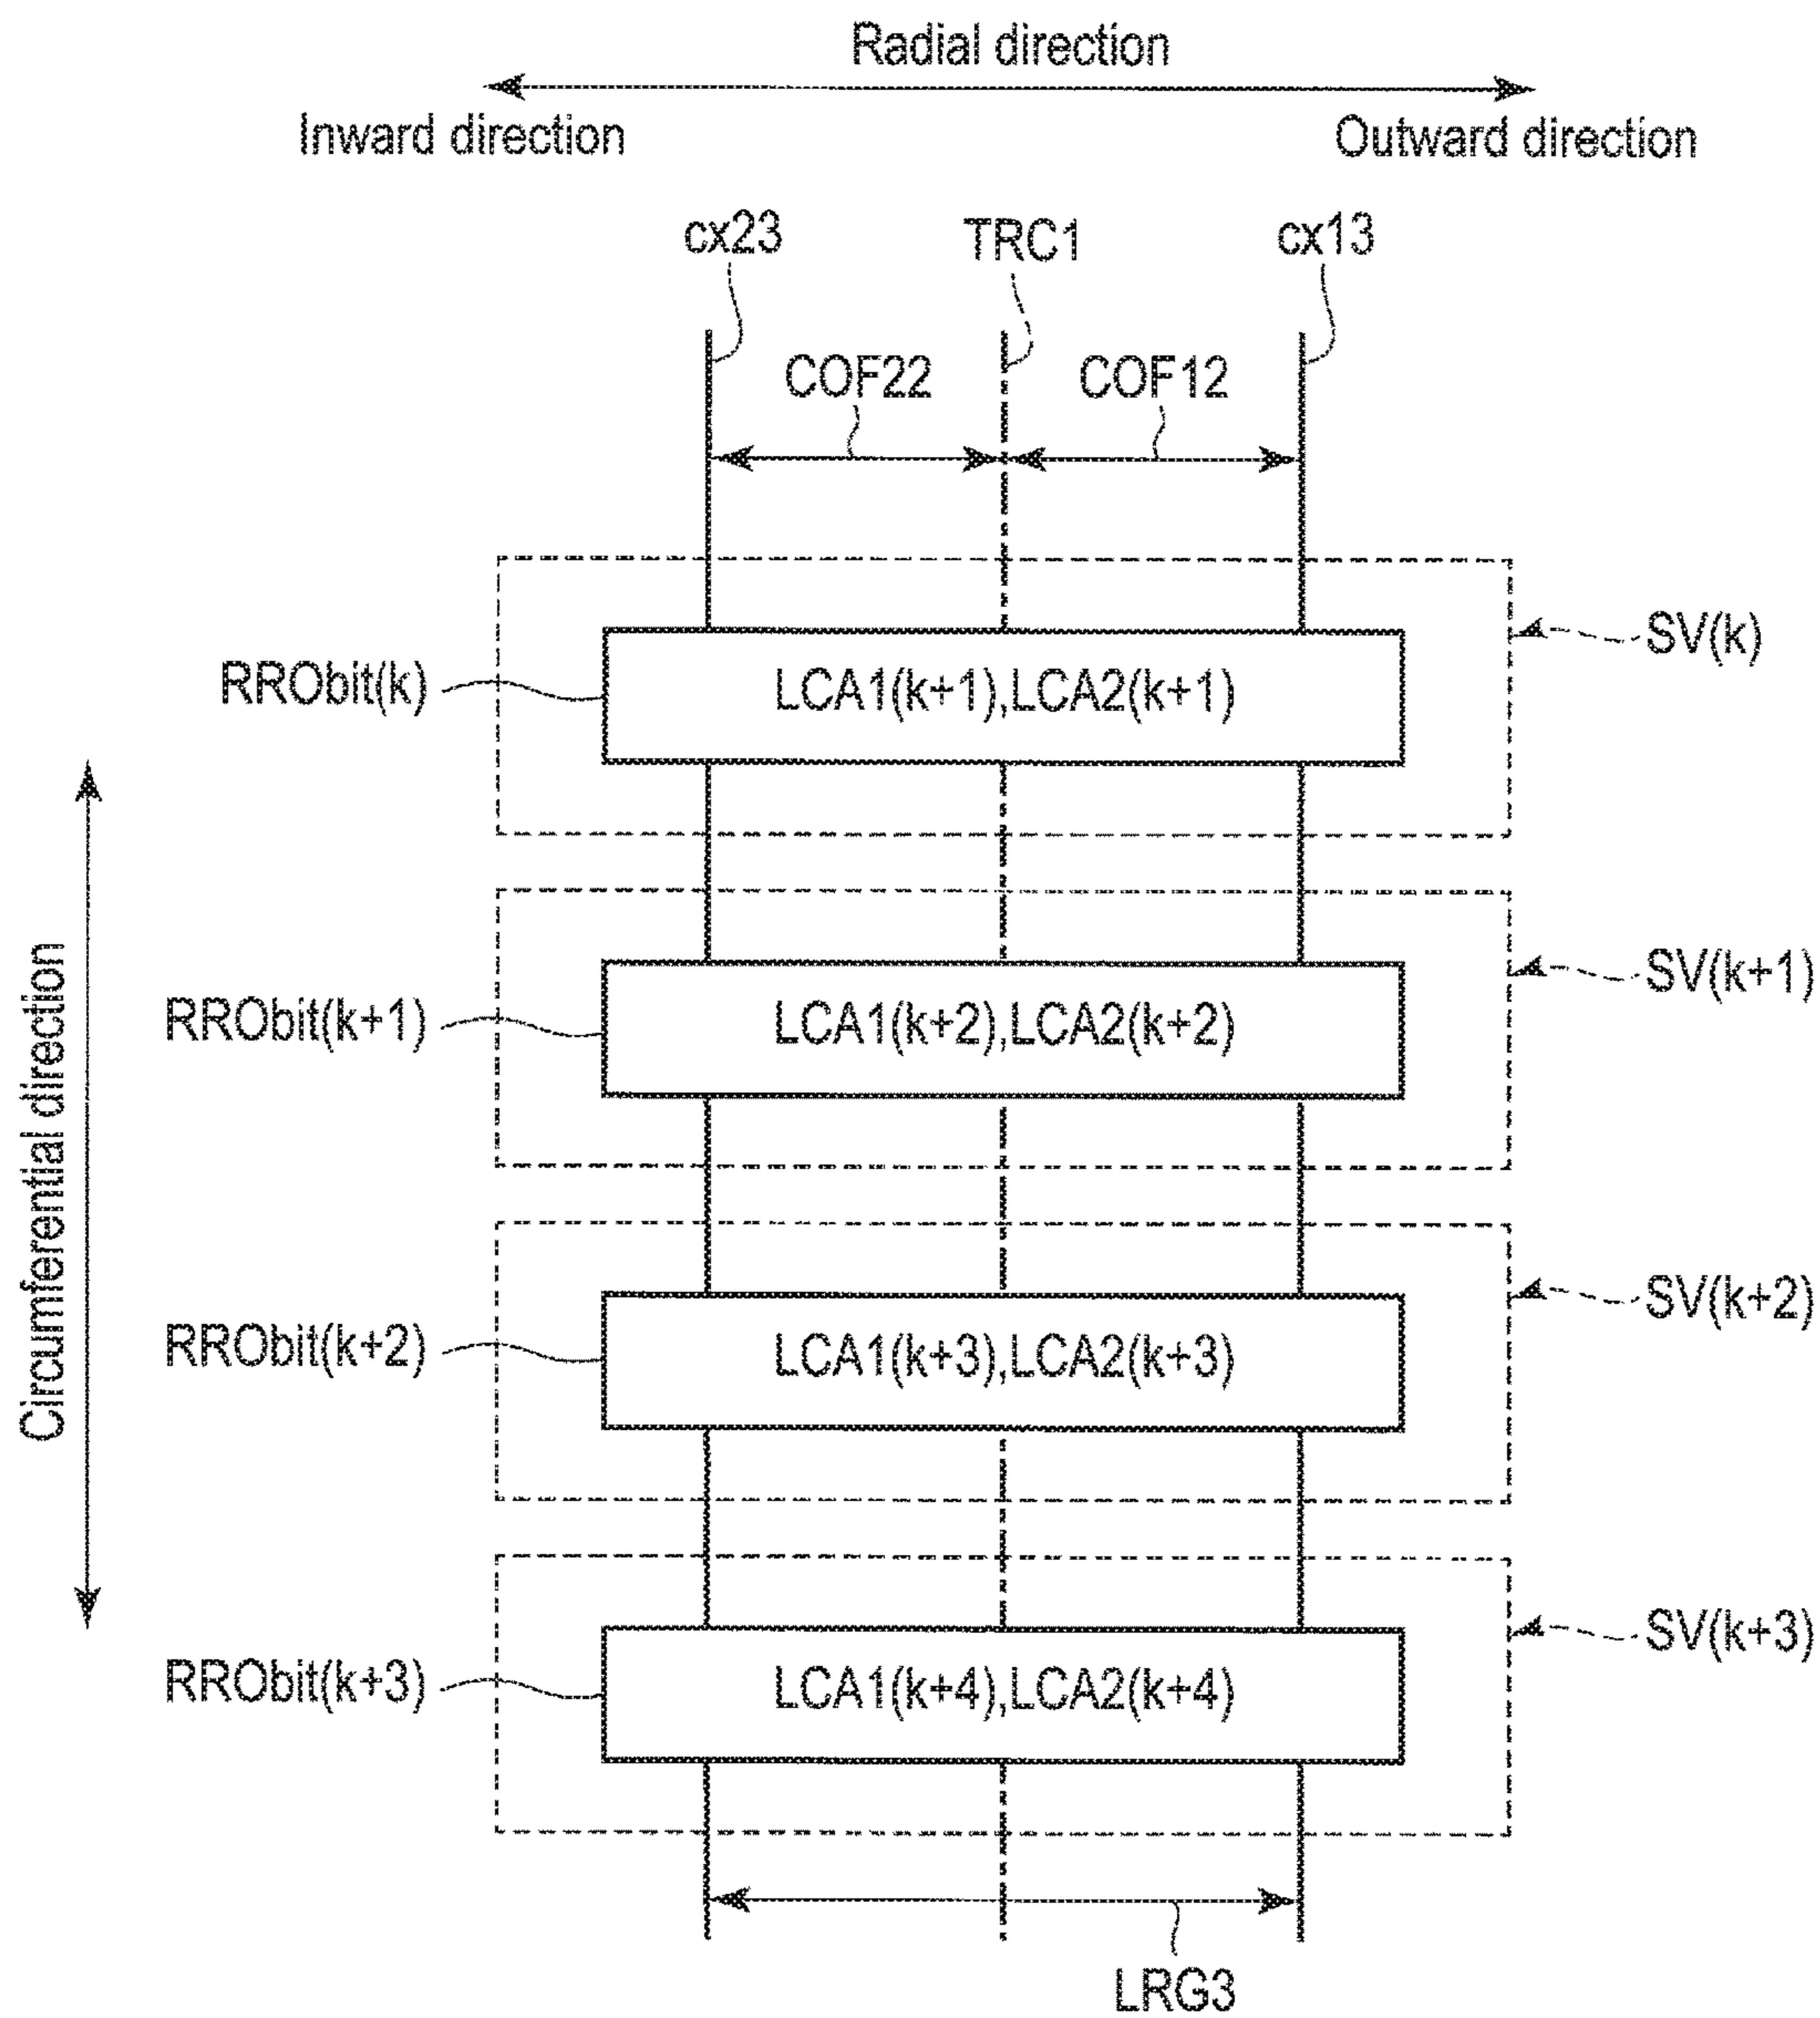 Radial direction
Inward direction
Outward direction
cx23
TRC1
cx13
COF22
COF12
SV(k)
RRObit(k)
LCA1(k+1),LCA2(k+1)
SV(k+1)
RRObit(k+1)
LCA1(k+2),LCA2(k+2)
Circumferential direction
SV(k+2)
RRObit(k+2)
LCA1(k+3),LCA2(k+3)
SV(k+3)
RRObit(k+3)
LCA1(k+4),LCA2(k+4)
LRG3